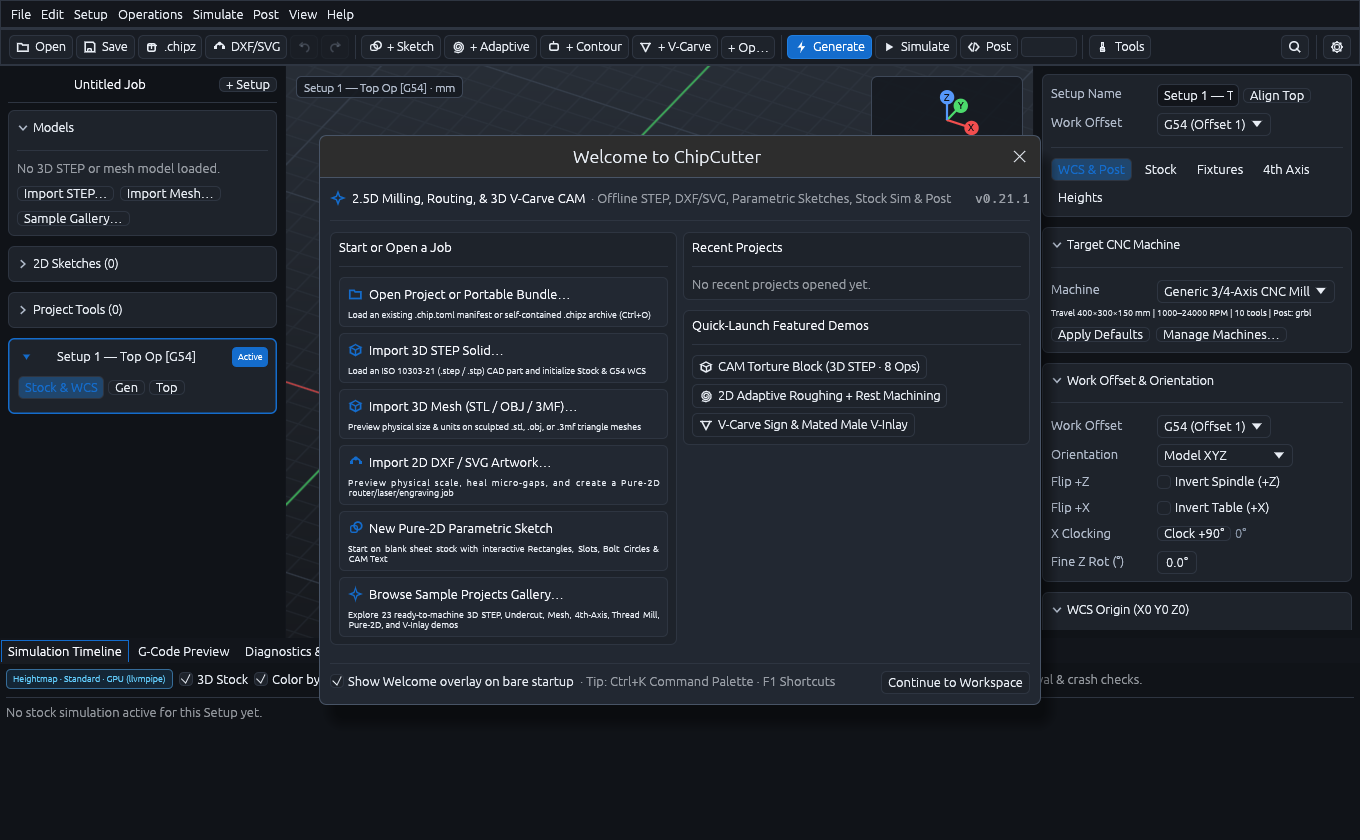 File Edit Setup Operations Simulate Post View Help
Open Save .chipz DXF/SVG + Sketch + Adaptive + Contour + V-Carve + Op… Generate Simulate Post Tools
Untitled Job + Setup
Models
No 3D STEP or mesh model loaded.
Import STEP… Import Mesh…
Sample Gallery…
2D Sketches (0)
Project Tools (0)
Setup 1 — Top Op [G54] Active
Stock & WCS Gen Top
Setup 1 — Top Op [G54] · mm
Z
Y
X
Welcome to ChipCutter
2.5D Milling, Routing, & 3D V-Carve CAM · Offline STEP, DXF/SVG, Parametric Sketches, Stock Sim & Post v0.21.1
Start or Open a Job
Open Project or Portable Bundle…
Load an existing .chip.toml manifest or self-contained .chipz archive (Ctrl+O)
Import 3D STEP Solid…
Load an ISO 10303-21 (.step / .stp) CAD part and initialize Stock & G54 WCS
Import 3D Mesh (STL / OBJ / 3MF)…
Preview physical size & units on sculpted .stl, .obj, or .3mf triangle meshes
Import 2D DXF / SVG Artwork…
Preview physical scale, heal micro-gaps, and create a Pure-2D
router/laser/engraving job
New Pure-2D Parametric Sketch
Start on blank sheet stock with interactive Rectangles, Slots, Bolt Circles &
CAM Text
Browse Sample Projects Gallery…
Explore 23 ready-to-machine 3D STEP, Undercut, Mesh, 4th-Axis, Thread Mill,
Pure-2D, and V-Inlay demos
Recent Projects
No recent projects opened yet.
Quick-Launch Featured Demos
CAM Torture Block (3D STEP · 8 Ops)
2D Adaptive Roughing + Rest Machining
V-Carve Sign & Mated Male V-Inlay
Show Welcome overlay on bare startup · Tip: Ctrl+K Command Palette · F1 Shortcuts Continue to Workspace
Setup Name Setup 1 — T Align Top
Work Offset G54 (Offset 1)
WCS & Post Stock Fixtures 4th Axis
Heights
Target CNC Machine
Machine Generic 3/4-Axis CNC Mill
Travel 400×300×150 mm | 1000–24000 RPM | 10 tools | Post: grbl
Apply Defaults Manage Machines…
Work Offset & Orientation
Work Offset G54 (Offset 1)
Orientation Model XYZ
Flip +Z Invert Spindle (+Z)
Flip +X Invert Table (+X)
X Clocking Clock +90° 0°
Fine Z Rot (°) 0.0°
WCS Origin (X0 Y0 Z0)
Simulation Timeline G-Code Preview Diagnostics &
Heightmap · Standard · GPU (llvmpipe) 3D Stock Color by val & crash checks.
No stock simulation active for this Setup yet.